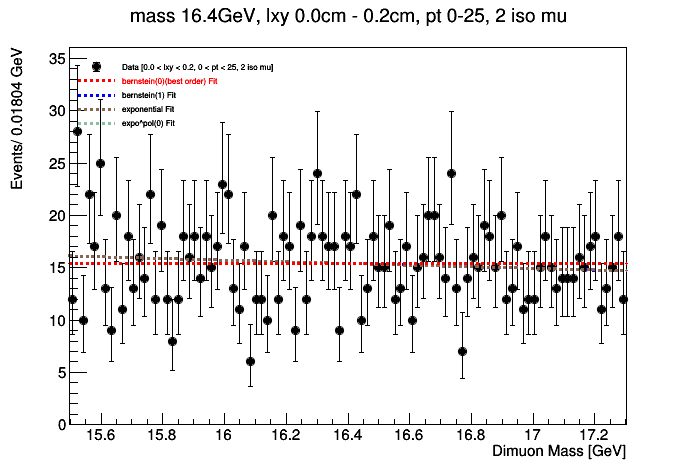 mass 16.4GeV, lxy 0.0cm - 0.2cm, pt 0-25, 2 iso mu
Events/ 0.01804 GeV
35
30
25
20
15
10
5
0
Data [0.0 < lxy < 0.2, 0 < pt < 25, 2 iso mu]
bernstein(0)(best order) Fit
bernstein(1) Fit
exponential Fit
expo*pol(0) Fit
15.6 15.8 16 16.2 16.4 16.6 16.8 17 17.2
Dimuon Mass [GeV]